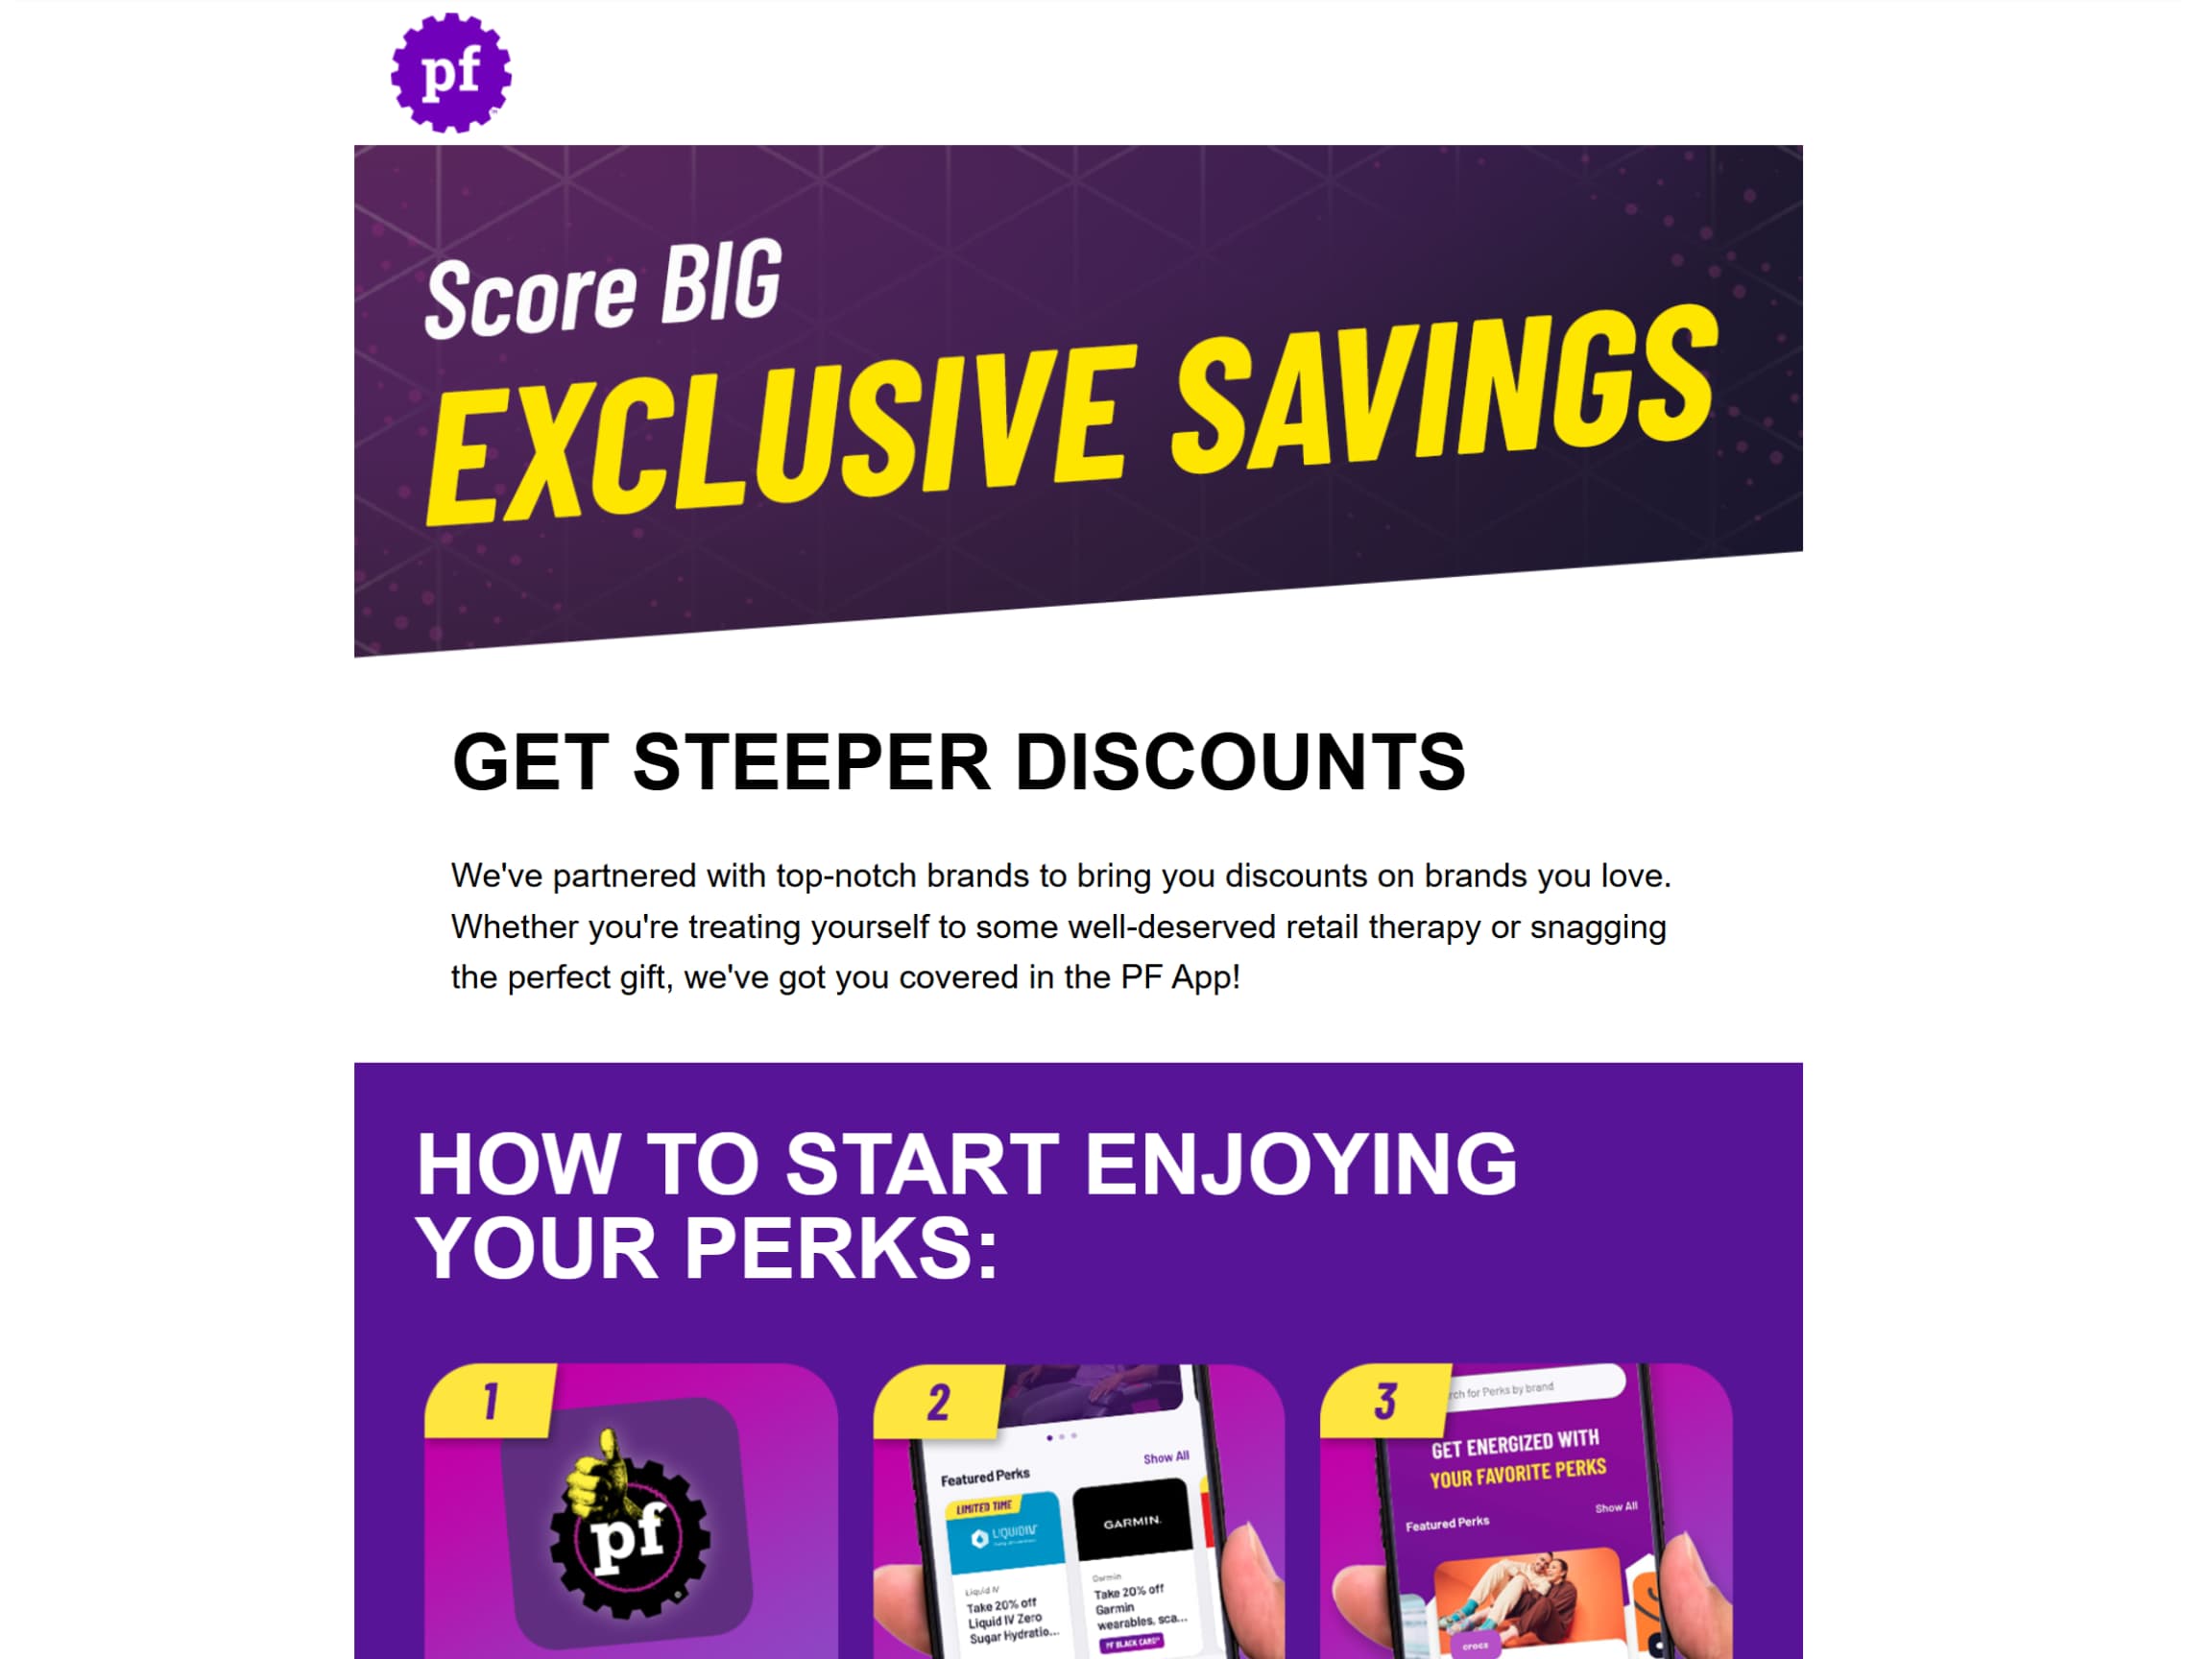 pf
Score BIG
EXCLUSIVE SAVINGS
GET STEEPER DISCOUNTS
We've partnered with top-notch brands to bring you discounts on brands you love.
Whether you're treating yourself to some well-deserved retail therapy or snagging
the perfect gift, we've got you covered in the PF App!
HOW TO START ENJOYING
YOUR PERKS:
1
pf
2
Show All
Featured Perks
LIMITED TIME
LIQUID I.V.
GARMIN.
Liquid IV
Take 20% off
Liquid IV Zero
Sugar Hydratio...
Garmin
Take 20% off
Garmin
wearables, sca...
PF BLACK CARD
3
rch for Perks by brand
GET ENERGIZED WITH
YOUR FAVORITE PERKS
Show All
Featured Perks
crocs